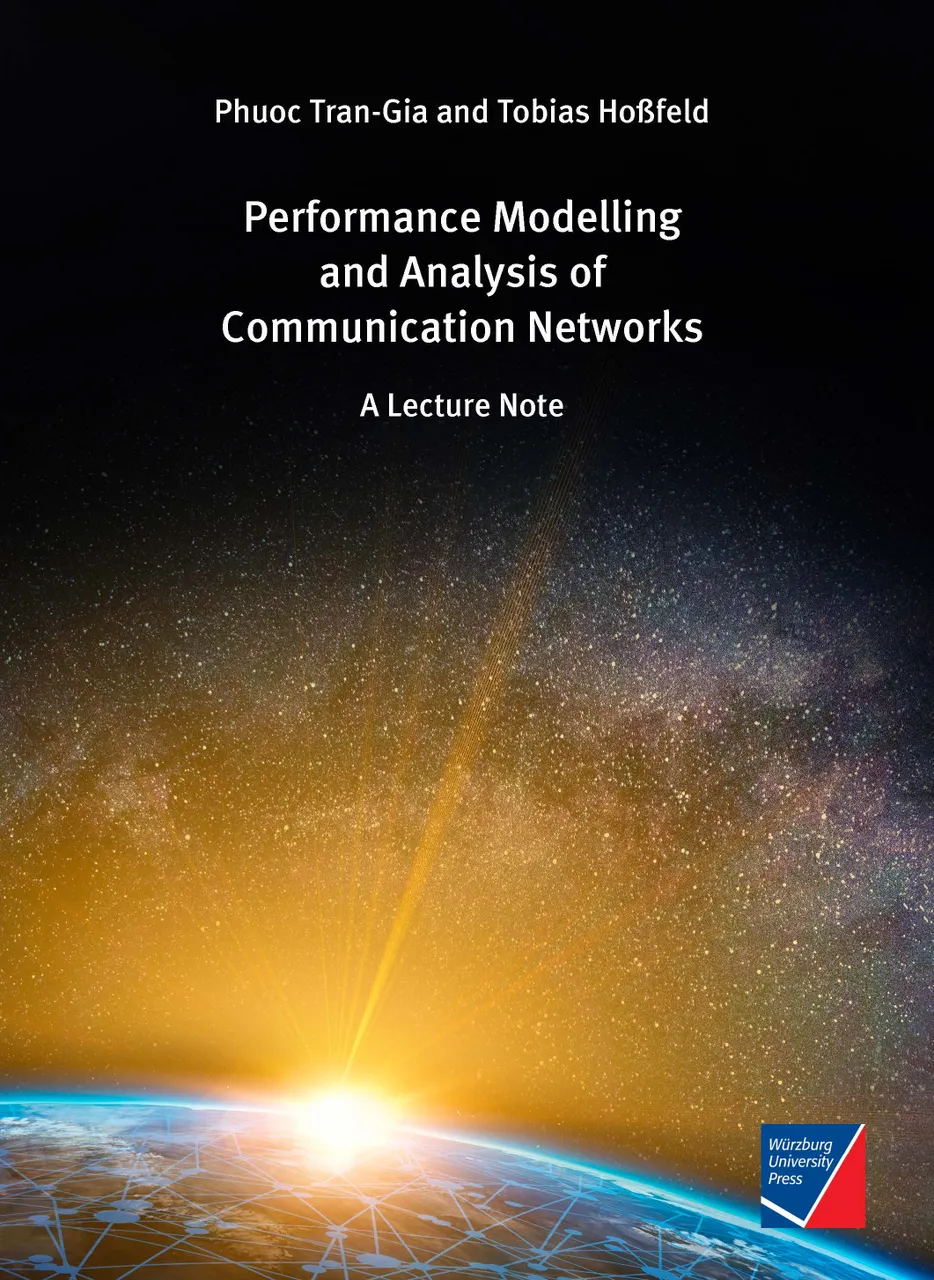 Phuoc Tran-Gia and Tobias Hoßfeld
Performance Modelling
and Analysis of
Communication Networks
A Lecture Note
Würzburg
University
Press